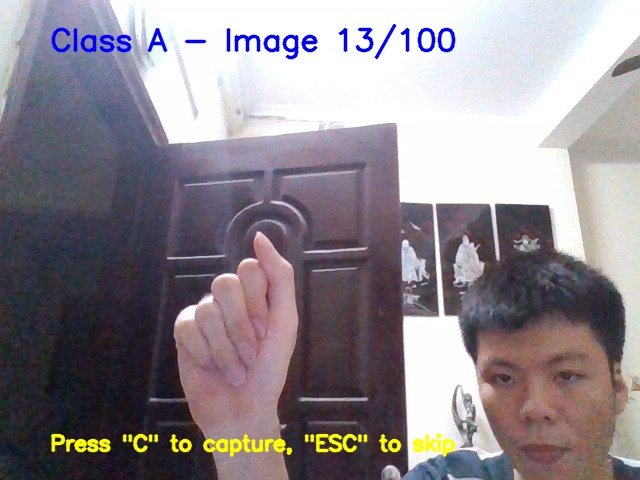 Class A - Image 13/100
Press "C" to capture, "ESC" to skip